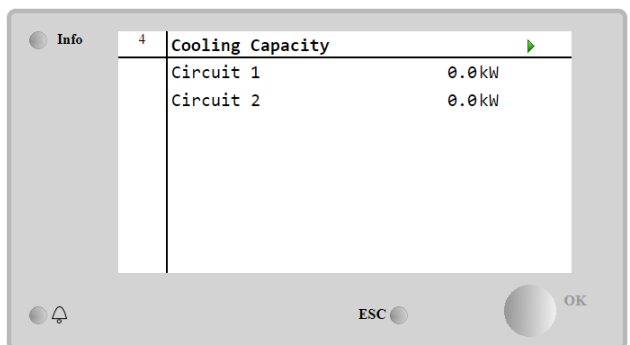 Info
4 Cooling Capacity
Circuit 1 0.0kW
Circuit 2 0.0kW
ESC
OK